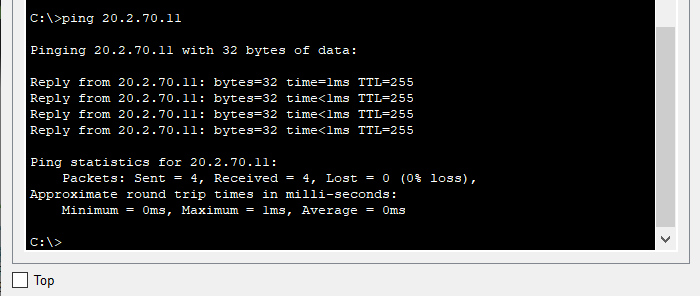 C:\>ping 20.2.70.11
Pinging 20.2.70.11 with 32 bytes of data:
Reply from 20.2.70.11: bytes=32 time=1ms TTL=255
Reply from 20.2.70.11: bytes=32 time<1ms TTL=255
Reply from 20.2.70.11: bytes=32 time<1ms TTL=255
Reply from 20.2.70.11: bytes=32 time<1ms TTL=255
Ping statistics for 20.2.70.11:
    Packets: Sent = 4, Received = 4, Lost = 0 (0% loss),
Approximate round trip times in milli-seconds:
    Minimum = 0ms, Maximum = 1ms, Average = 0ms
C:\>
Top